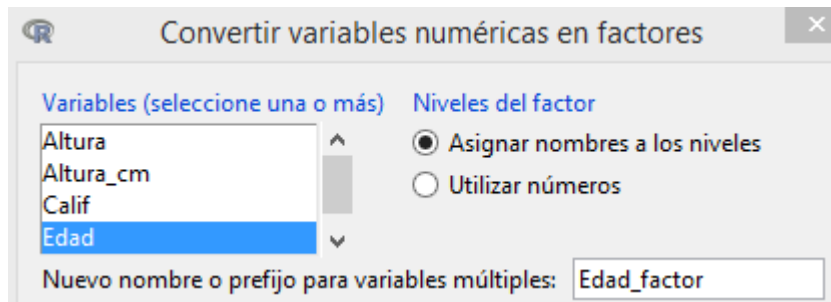 R Convertir variables numéricas en factores
Variables (seleccione una o más) Niveles del factor
Altura
Asignar nombres a los niveles
Altura_cm
Utilizar números
Calif
Edad
Nuevo nombre o prefijo para variables múltiples: Edad_factor